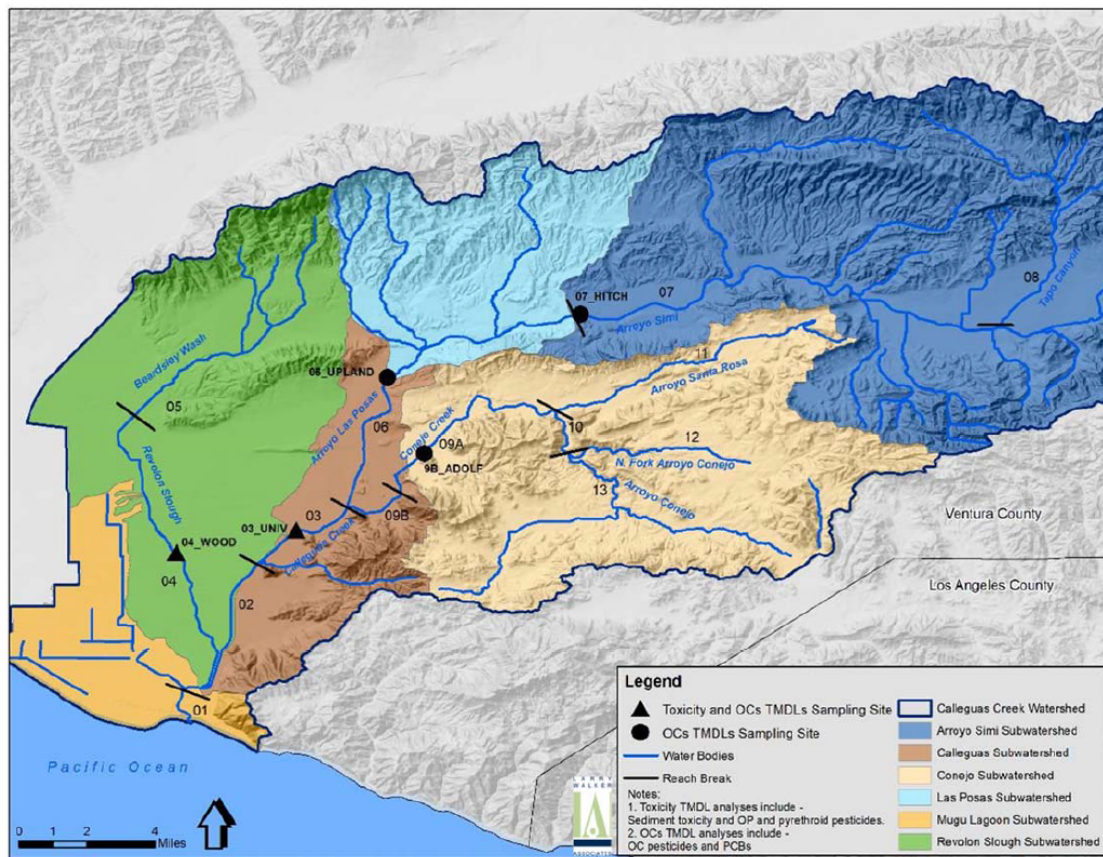 08
07_HITCH
07
Tapo Canyon
Arroyo Simi
Beardsley Wash
11
06_UPLAND
Arroyo Santa Rosa
05
Arroyo Las Posas
06
Conejo Creek
09A
10
12
9B_ADOLF
N. Fork Arroyo Conejo
Revolon Slough
13
Arroyo Conejo
03_UNIV
03
09B
Calleguas Creek
Ventura County
04_WOOD
04
Los Angeles County
02
01
Pacific Ocean
0 1 2 4
Miles
Legend
Toxicity and OCs TMDLs Sampling Site
OCs TMDLs Sampling Site
Water Bodies
Reach Break
Notes:
1. Toxicity TMDL analyses include -
Sediment toxicity and OP and pyrethroid pesticides.
2. OCs TMDL analyses include -
OC pesticides and PCBs
Calleguas Creek Watershed
Arroyo Simi Subwatershed
Calleguas Subwatershed
Conejo Subwatershed
Las Posas Subwatershed
Mugu Lagoon Subwatershed
Revolon Slough Subwatershed
WALKER
ASSOCIATES